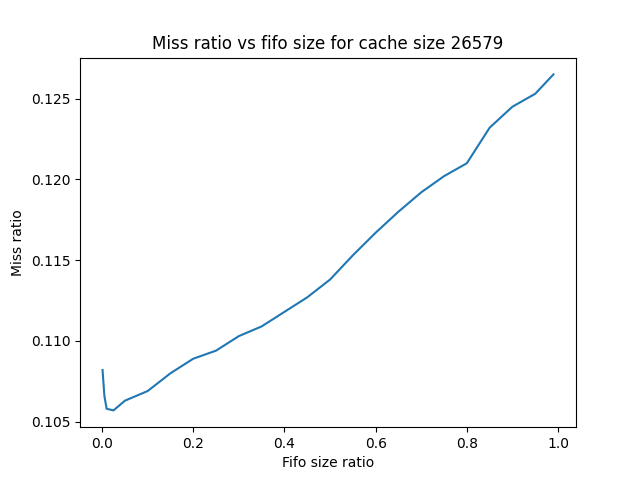 Miss ratio vs fifo size for cache size 26579
0.125
0.120
0.115
0.110
0.105
Miss ratio
0.0 0.2 0.4 0.6 0.8 1.0
Fifo size ratio